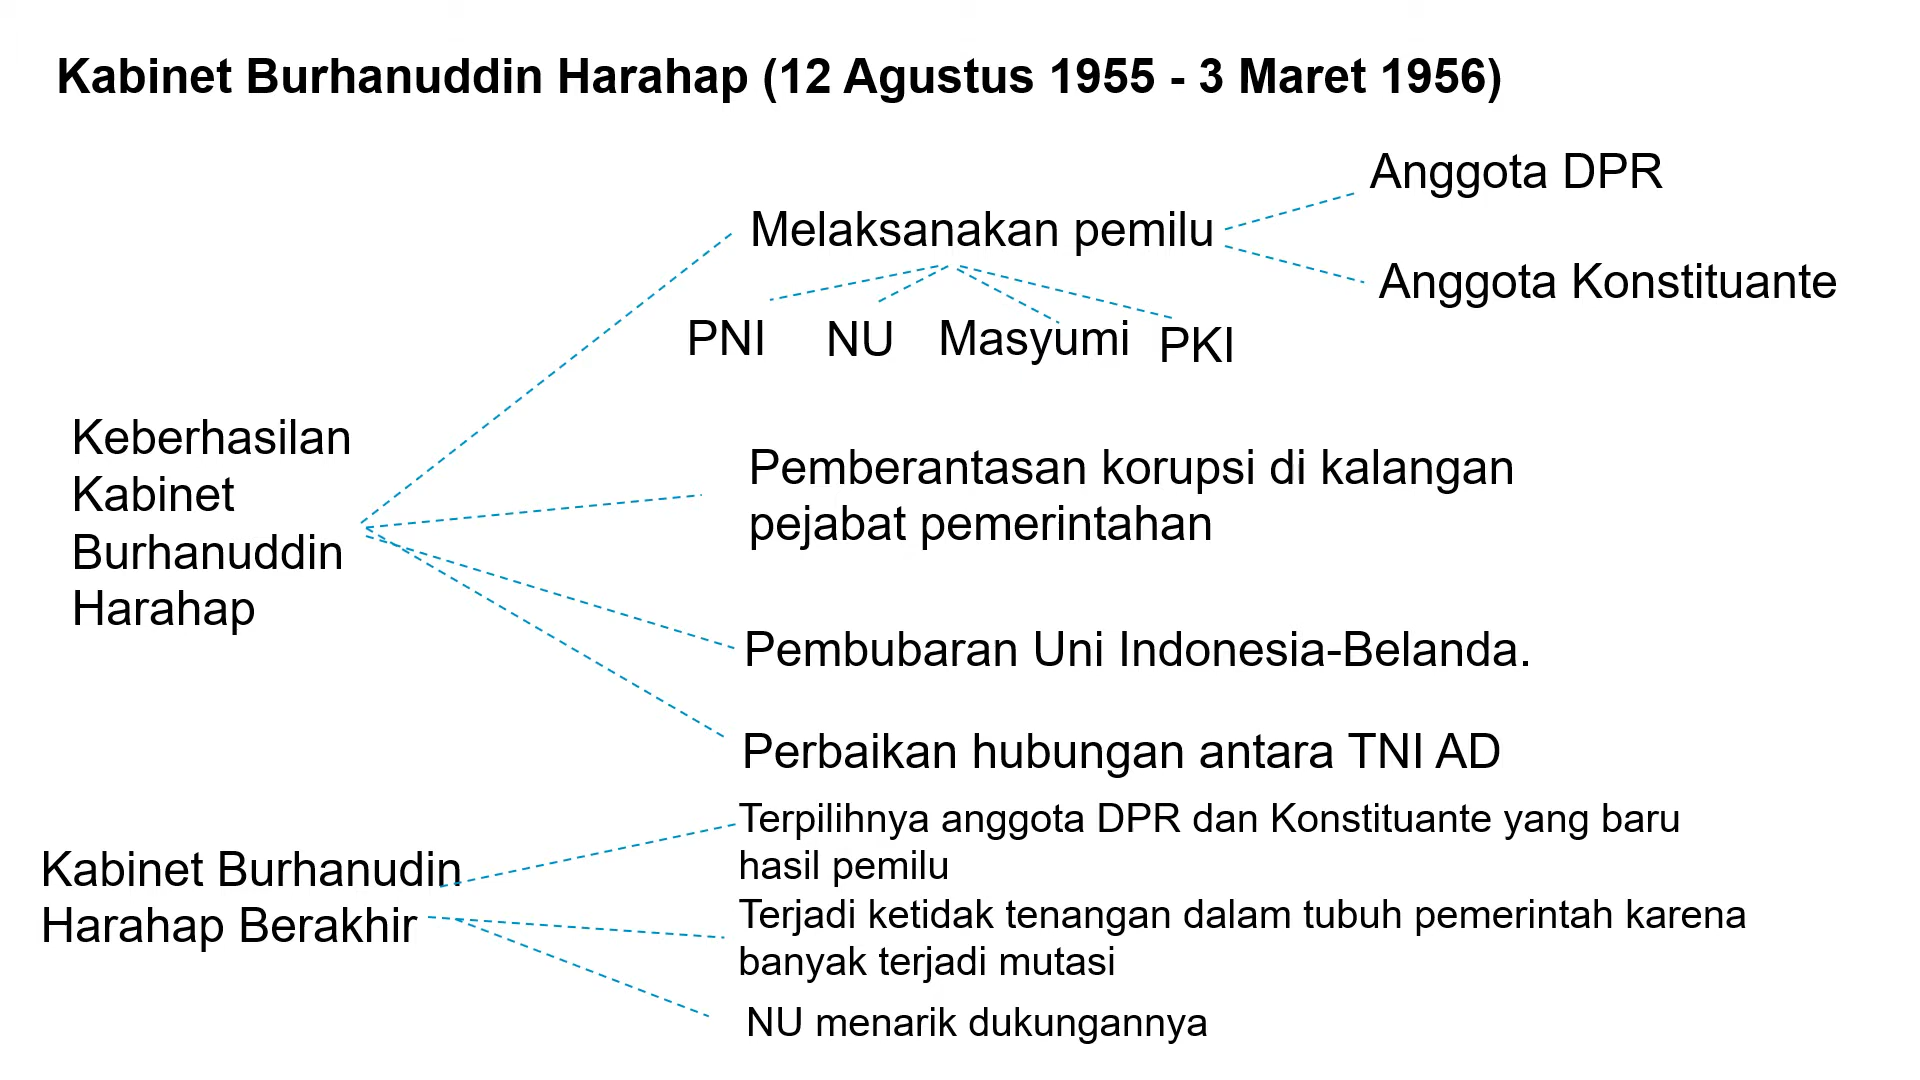 Kabinet Burhanuddin Harahap (12 Agustus 1955 - 3 Maret 1956)
Anggota DPR
Melaksanakan pemilu
Anggota Konstituante
PNI NU Masyumi PKI
Keberhasilan
Kabinet
Burhanuddin
Harahap
Pemberantasan korupsi di kalangan
pejabat pemerintahan
Pembubaran Uni Indonesia-Belanda.
Perbaikan hubungan antara TNI AD
Kabinet Burhanudin
Harahap Berakhir
Terpilihnya anggota DPR dan Konstituante yang baru
hasil pemilu
Terjadi ketidak tenangan dalam tubuh pemerintah karena
banyak terjadi mutasi
NU menarik dukungannya